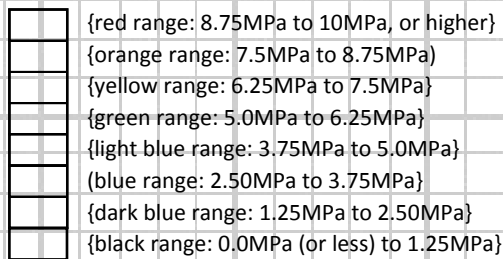 {red range: 8.75MPa to 10MPa, or higher}
{orange range: 7.5MPa to 8.75MPa)
{yellow range: 6.25MPa to 7.5MPa}
{green range: 5.0MPa to 6.25MPa}
{light blue range: 3.75MPa to 5.0MPa}
(blue range: 2.50MPa to 3.75MPa}
{dark blue range: 1.25MPa to 2.50MPa}
{black range: 0.0MPa (or less) to 1.25MPa}